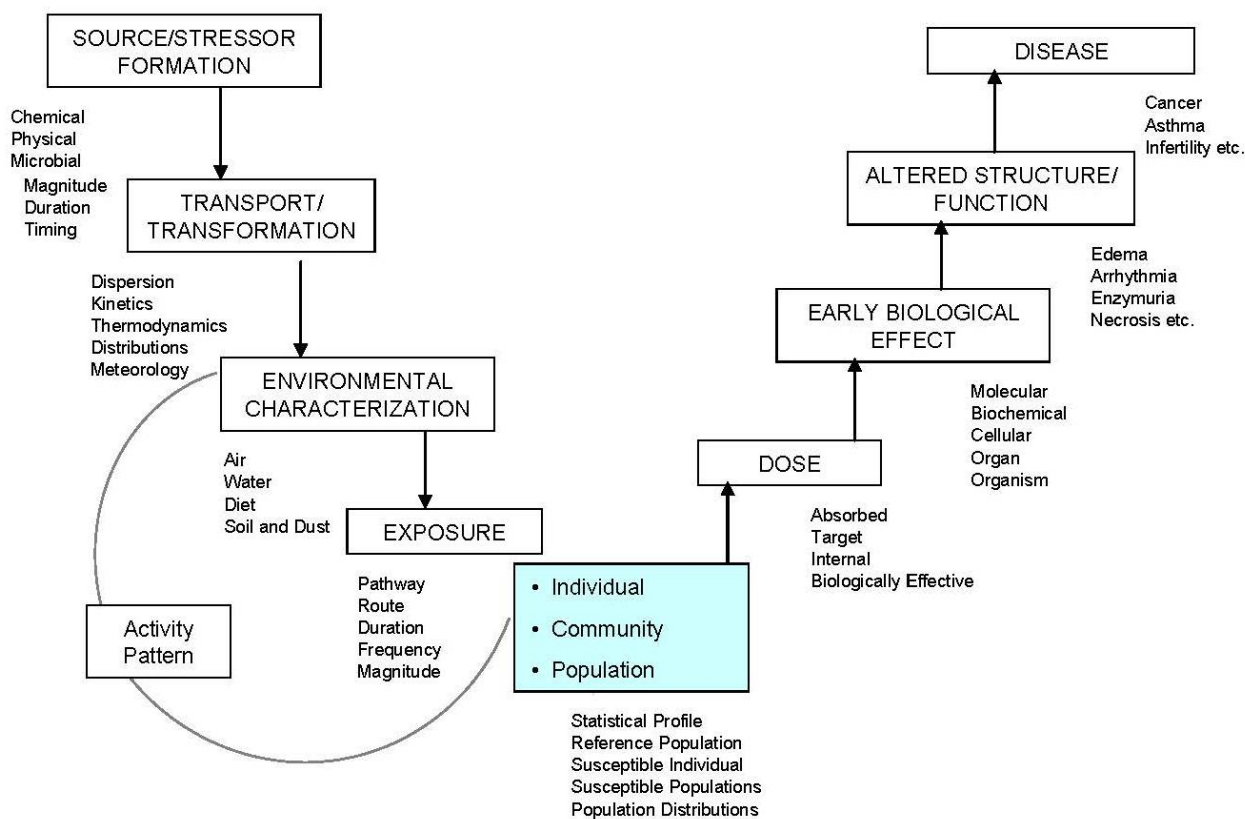 SOURCE/STRESSOR
FORMATION
Chemical
Physical
Microbial
Magnitude
Duration
Timing
TRANSPORT/
TRANSFORMATION
Dispersion
Kinetics
Thermodynamics
Distributions
Meteorology
ENVIRONMENTAL
CHARACTERIZATION
Air
Water
Diet
Soil and Dust
EXPOSURE
Pathway
Route
Duration
Frequency
Magnitude
Activity
Pattern
• Individual
• Community
• Population
Statistical Profile
Reference Population
Susceptible Individual
Susceptible Populations
Population Distributions
DOSE
Absorbed
Target
Internal
Biologically Effective
EARLY BIOLOGICAL
EFFECT
Molecular
Biochemical
Cellular
Organ
Organism
ALTERED STRUCTURE/
FUNCTION
Edema
Arrhythmia
Enzymuria
Necrosis etc.
DISEASE
Cancer
Asthma
Infertility etc.